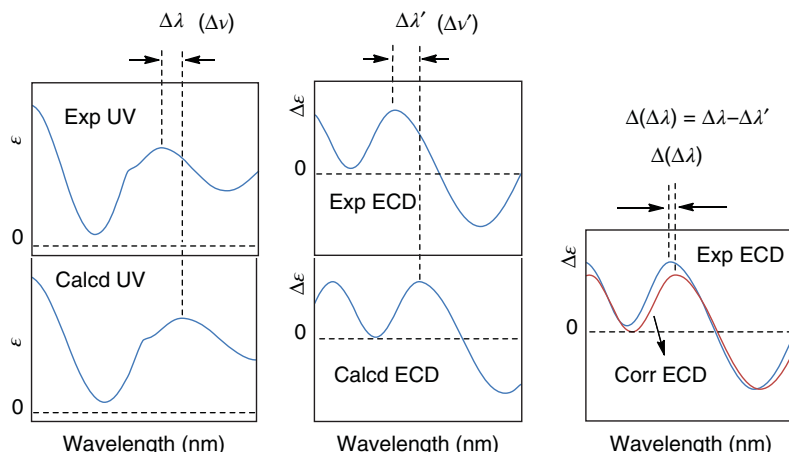 Δλ (Δν)
Exp UV
ε
0
Calcd UV
ε
0
Wavelength (nm)
Δλ′ (Δν′)
Δε
0
Exp ECD
Δε
0
Calcd ECD
Wavelength (nm)
Δ(Δλ) = Δλ–Δλ′
Δ(Δλ)
Exp ECD
Δε
0
Corr ECD
Wavelength (nm)